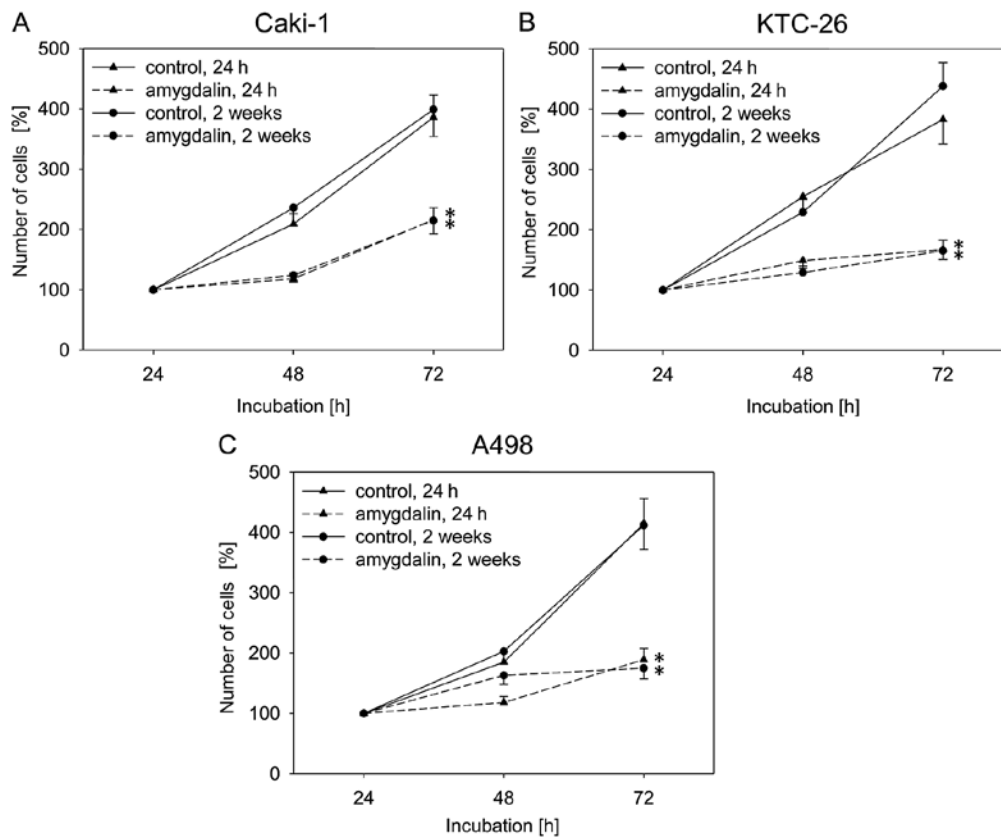 A
Caki-1
500
400
300
200
100
0
Number of cells [%]
control, 24 h
amygdalin, 24 h
control, 2 weeks
amygdalin, 2 weeks
*
*
24
48
72
Incubation [h]
B
KTC-26
500
400
300
200
100
0
Number of cells [%]
control, 24 h
amygdalin, 24 h
control, 2 weeks
amygdalin, 2 weeks
*
*
24
48
72
Incubation [h]
C
A498
500
400
300
200
100
0
Number of cells [%]
control, 24 h
amygdalin, 24 h
control, 2 weeks
amygdalin, 2 weeks
*
*
24
48
72
Incubation [h]